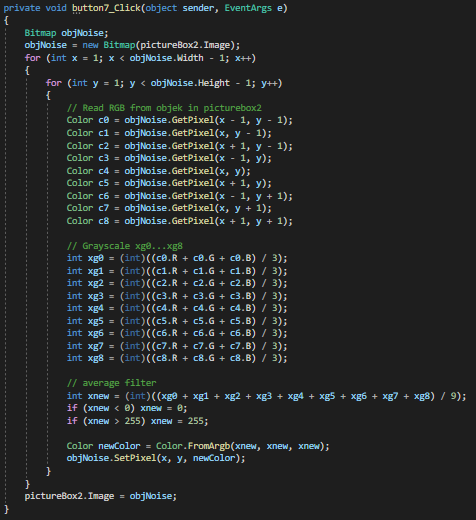 private void button7_Click(object sender, EventArgs e)
{
    Bitmap objNoise;
    objNoise = new Bitmap(pictureBox2.Image);
    for (int x = 1; x < objNoise.Width - 1; x++)
    {
        for (int y = 1; y < objNoise.Height - 1; y++)
        {
            // Read RGB from objek in picturebox2
            Color c0 = objNoise.GetPixel(x - 1, y - 1);
            Color c1 = objNoise.GetPixel(x, y - 1);
            Color c2 = objNoise.GetPixel(x + 1, y - 1);
            Color c3 = objNoise.GetPixel(x - 1, y);
            Color c4 = objNoise.GetPixel(x, y);
            Color c5 = objNoise.GetPixel(x + 1, y);
            Color c6 = objNoise.GetPixel(x - 1, y + 1);
            Color c7 = objNoise.GetPixel(x, y + 1);
            Color c8 = objNoise.GetPixel(x + 1, y + 1);

            // Grayscale xg0...xg8
            int xg0 = (int)((c0.R + c0.G + c0.B) / 3);
            int xg1 = (int)((c1.R + c1.G + c1.B) / 3);
            int xg2 = (int)((c2.R + c2.G + c2.B) / 3);
            int xg3 = (int)((c3.R + c3.G + c3.B) / 3);
            int xg4 = (int)((c4.R + c4.G + c4.B) / 3);
            int xg5 = (int)((c5.R + c5.G + c5.B) / 3);
            int xg6 = (int)((c6.R + c6.G + c6.B) / 3);
            int xg7 = (int)((c7.R + c7.G + c7.B) / 3);
            int xg8 = (int)((c8.R + c8.G + c8.B) / 3);

            // average filter
            int xnew = (int)((xg0 + xg1 + xg2 + xg3 + xg4 + xg5 + xg6 + xg7 + xg8) / 9);
            if (xnew < 0) xnew = 0;
            if (xnew > 255) xnew = 255;

            Color newColor = Color.FromArgb(xnew, xnew, xnew);
            objNoise.SetPixel(x, y, newColor);
        }
    }
    pictureBox2.Image = objNoise;
}